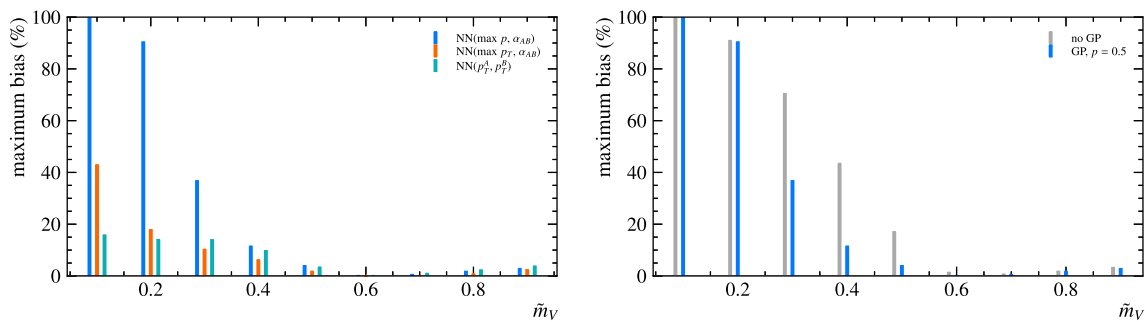 maximum bias (%)
100
80
60
40
20
0
NN(max p, α_AB)
NN(max p_T, α_AB)
NN(p_T^A, p_T^B)
0.2
0.4
0.6
0.8
m̃_V
maximum bias (%)
100
80
60
40
20
0
no GP
GP, p = 0.5
0.2
0.4
0.6
0.8
m̃_V